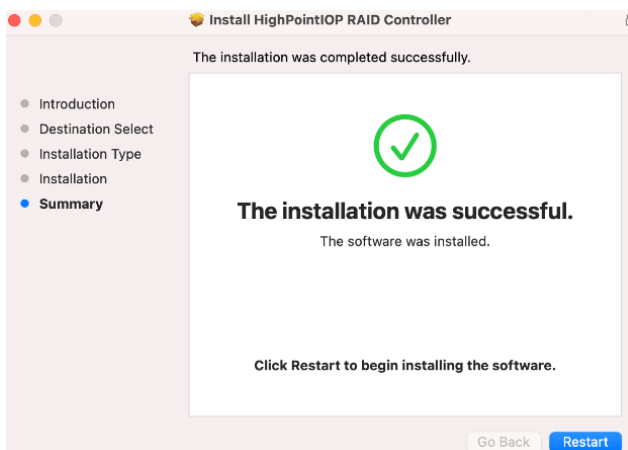 Install HighPointIOP RAID Controller
The installation was completed successfully.
Introduction
Destination Select
Installation Type
Installation
Summary
The installation was successful.
The software was installed.
Click Restart to begin installing the software.
Go Back
Restart